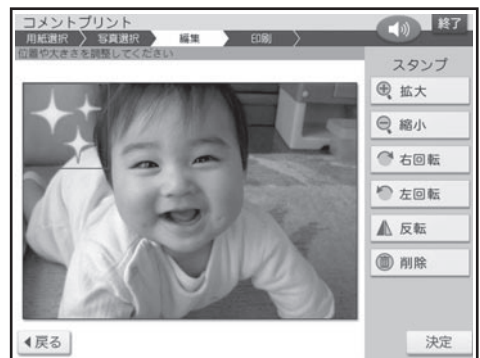 コメントプリント
終了
用紙選択 写真選択 編集 印刷
位置や大きさを調整してください
スタンプ
拡大
縮小
右回転
左回転
反転
削除
戻る
決定